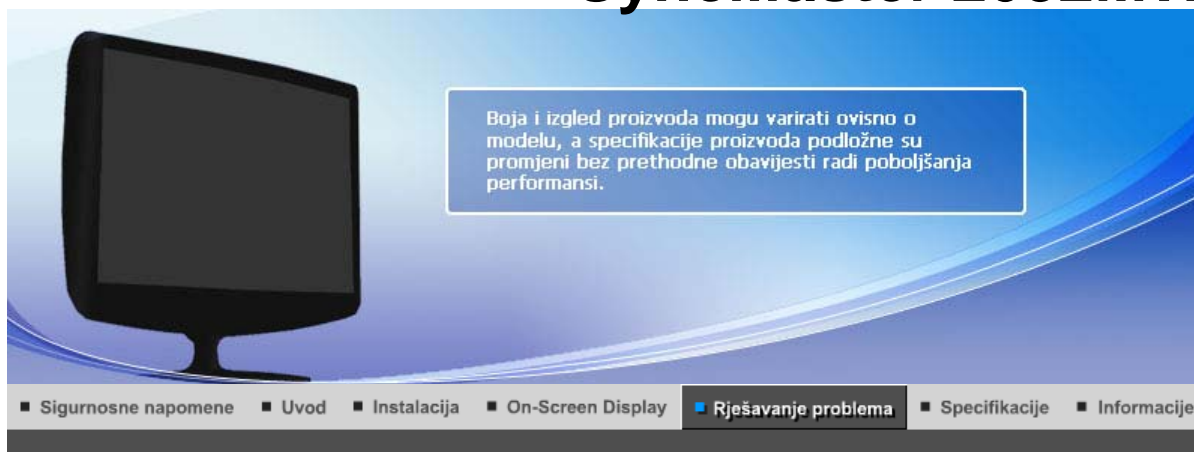 Boja i izgled proizvoda mogu varirati ovisno o
modelu, a specifikacije proizvoda podložne su
promjeni bez prethodne obavijesti radi poboljšanja
performansi.
Sigurnosne napomene Uvod Instalacija On-Screen Display Rješavanje problema Specifikacije Informacije